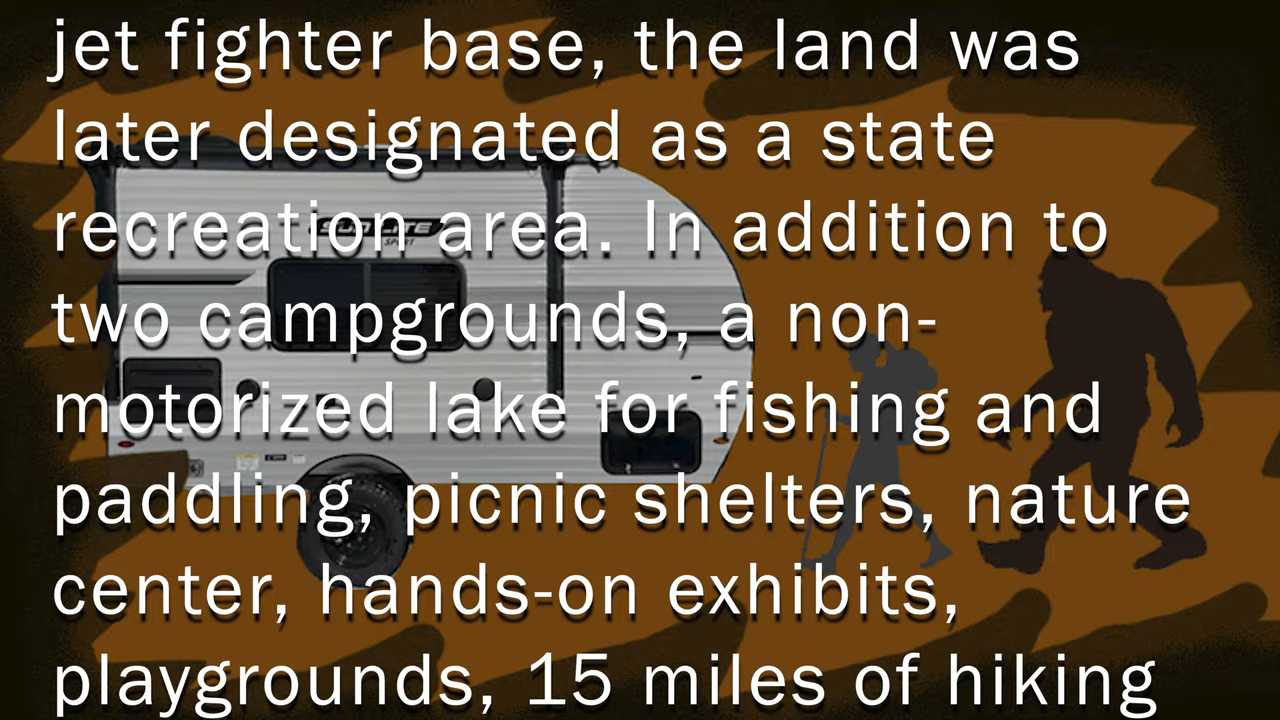 jet fighter base, the land was
later designated as a state
recreation area. In addition to
two campgrounds, a non-
motorized lake for fishing and
paddling, picnic shelters, nature
center, hands-on exhibits,
playgrounds, 15 miles of hiking